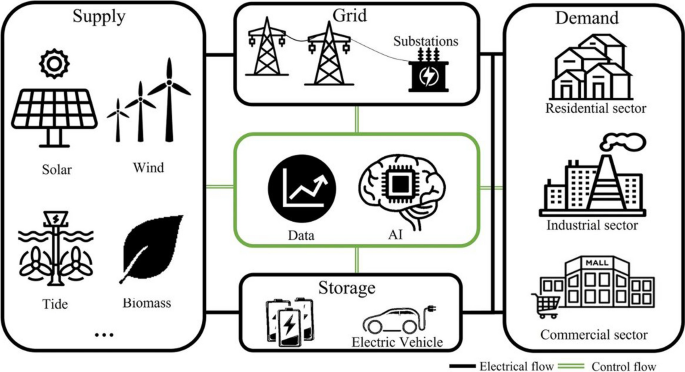 Supply
Solar
Wind
Tide
Biomass
...
Grid
Substations
Data
AI
Storage
Electric Vehicle
Demand
Residential sector
Industrial sector
MALL
Commercial sector
Electrical flow
Control flow